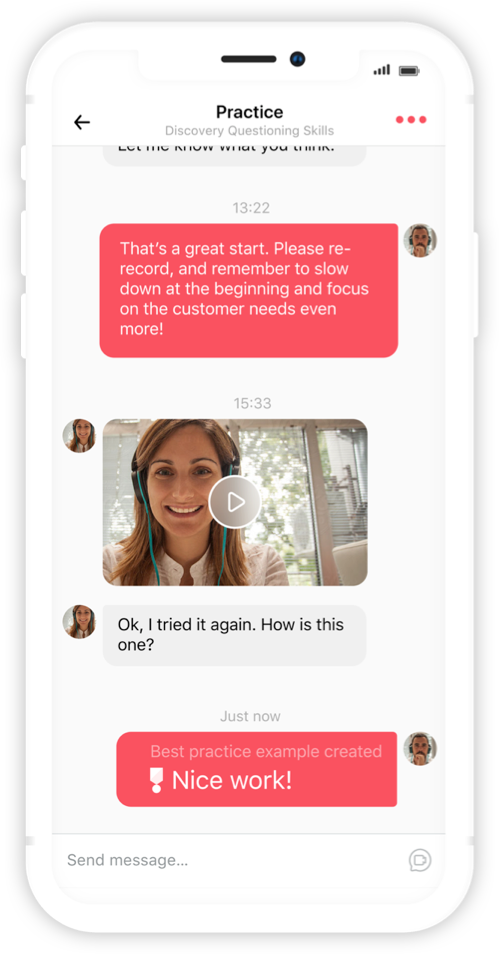 Practice
Discovery Questioning Skills
Let me know what you think.
13:22
That's a great start. Please re-
record, and remember to slow
down at the beginning and focus
on the customer needs even
more!
15:33
Ok, I tried it again. How is this
one?
Just now
Best practice example created
Nice work!
Send message...